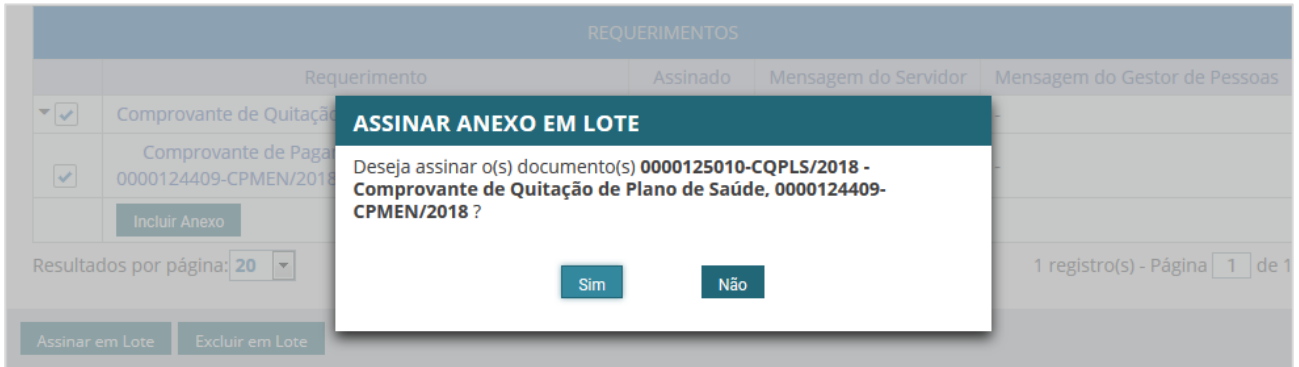 REQUERIMENTOS
Requerimento Assinado Mensagem do Servidor Mensagem do Gestor de Pessoas
Comprovante de Quitação
-
Comprovante de
0000124409-CPMEN/2018
-
Incluir Anexo
ASSINAR ANEXO EM LOTE
Deseja assinar o(s) documento(s) 0000125010-CQPLS/2018 -
Comprovante de Quitação de Plano de Saúde, 0000124409-
CPMEN/2018 ?
Sim Não
Resultados por página: 20
1 registro(s) - Página 1 de 1
Assinar em Lote Excluir em Lote